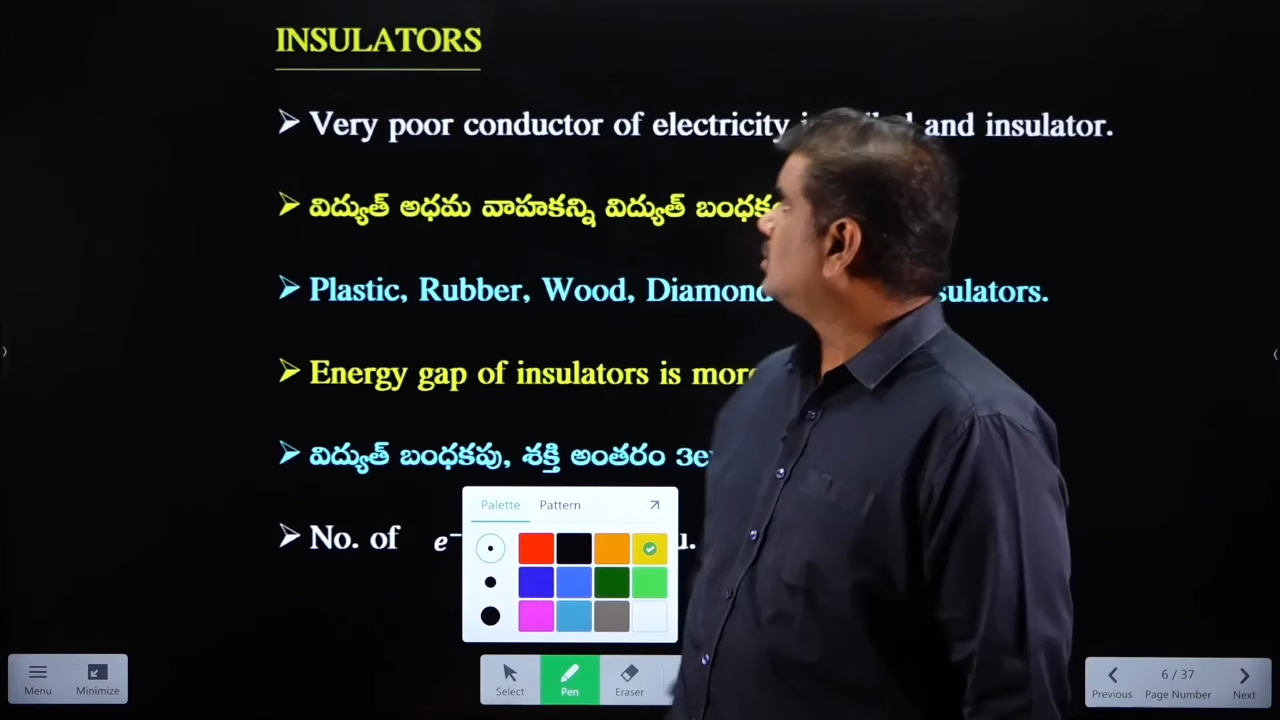 INSULATORS
➢ Very poor conductor of electricity and insulator.
➢ విద్యుత్ అధమ వాహకన్ని విద్యుత్
➢ Plastic, Rubber, Wood, Diamond sulators.
➢ Energy gap of insulators is more
➢ విద్యుత్ బంధకపు, శక్తి అంతరం 3e
Palette Pattern
➢ No. of e⁻ u.
Menu Minimize
Select Pen Eraser
6 / 37
Previous Page Number Next